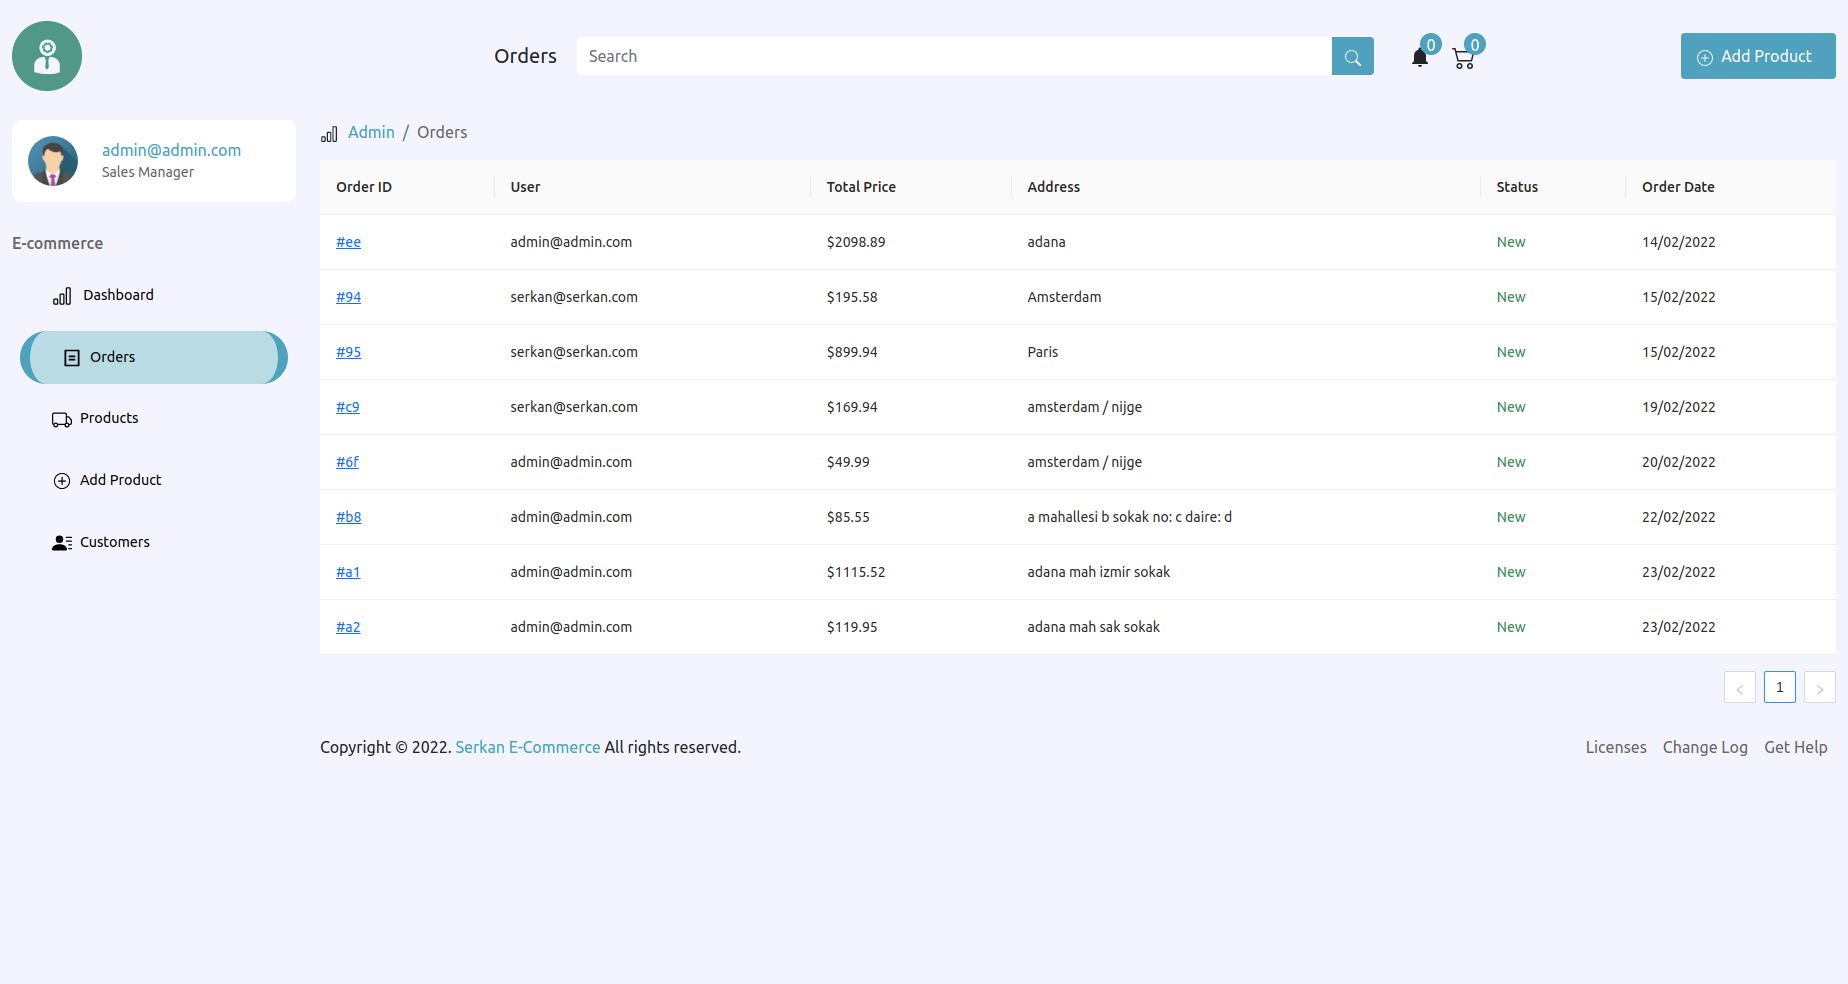 Orders
Search
0
0
Add Product
admin@admin.com
Sales Manager
Admin / Orders
E-commerce
Dashboard
Orders
Products
Add Product
Customers
Order ID User Total Price Address Status Order Date
#ee admin@admin.com $2098.89 adana New 14/02/2022
#94 serkan@serkan.com $195.58 Amsterdam New 15/02/2022
#95 serkan@serkan.com $899.94 Paris New 15/02/2022
#c9 serkan@serkan.com $169.94 amsterdam / nijge New 19/02/2022
#6f admin@admin.com $49.99 amsterdam / nijge New 20/02/2022
#b8 admin@admin.com $85.55 a mahallesi b sokak no: c daire: d New 22/02/2022
#a1 admin@admin.com $1115.52 adana mah izmir sokak New 23/02/2022
#a2 admin@admin.com $119.95 adana mah sak sokak New 23/02/2022
< 1 >
Copyright © 2022. Serkan E-Commerce All rights reserved.
Licenses Change Log Get Help